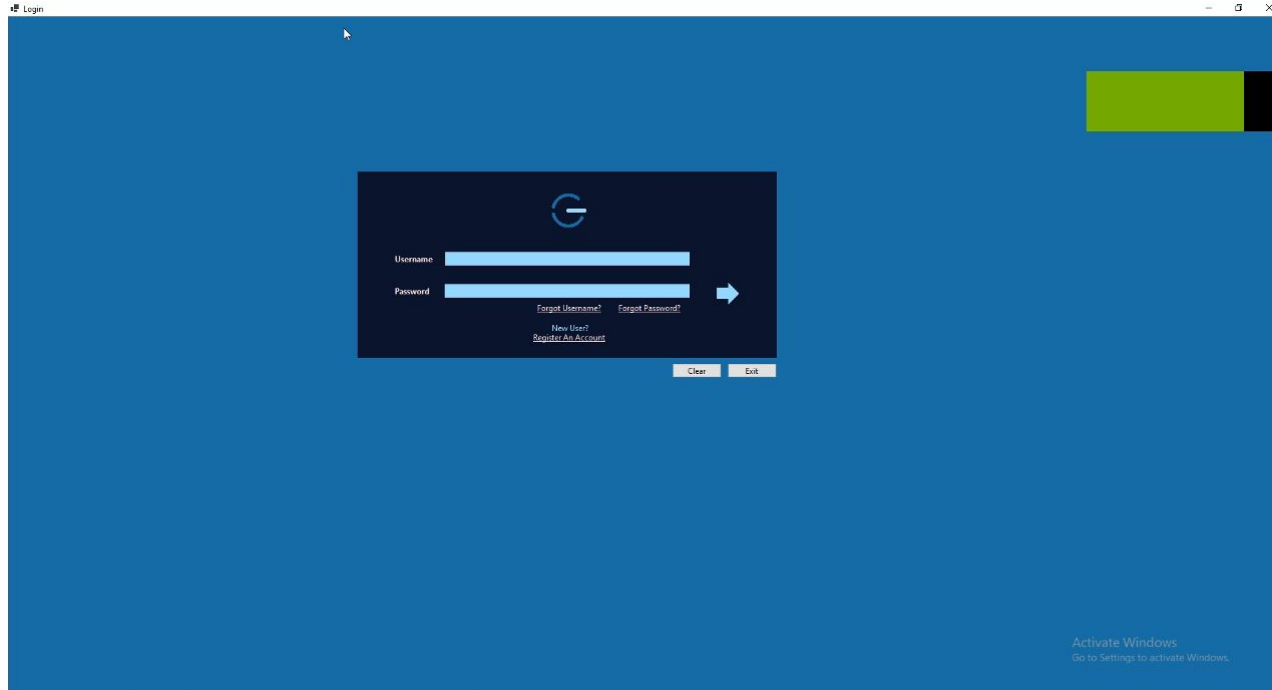 Login
Username
Password
Forgot Username? Forgot Password?
New User?
Register An Account
Clear Exit
Activate Windows
Go to Settings to activate Windows.